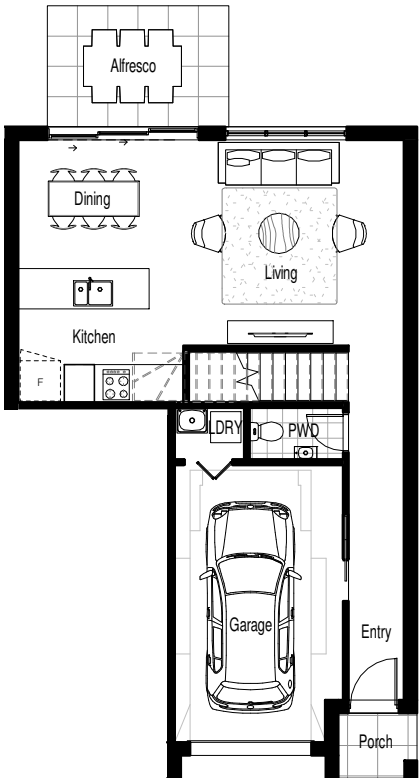 Alfresco
Dining
Living
Kitchen
F
LDRY
PWD
Garage
Entry
Porch